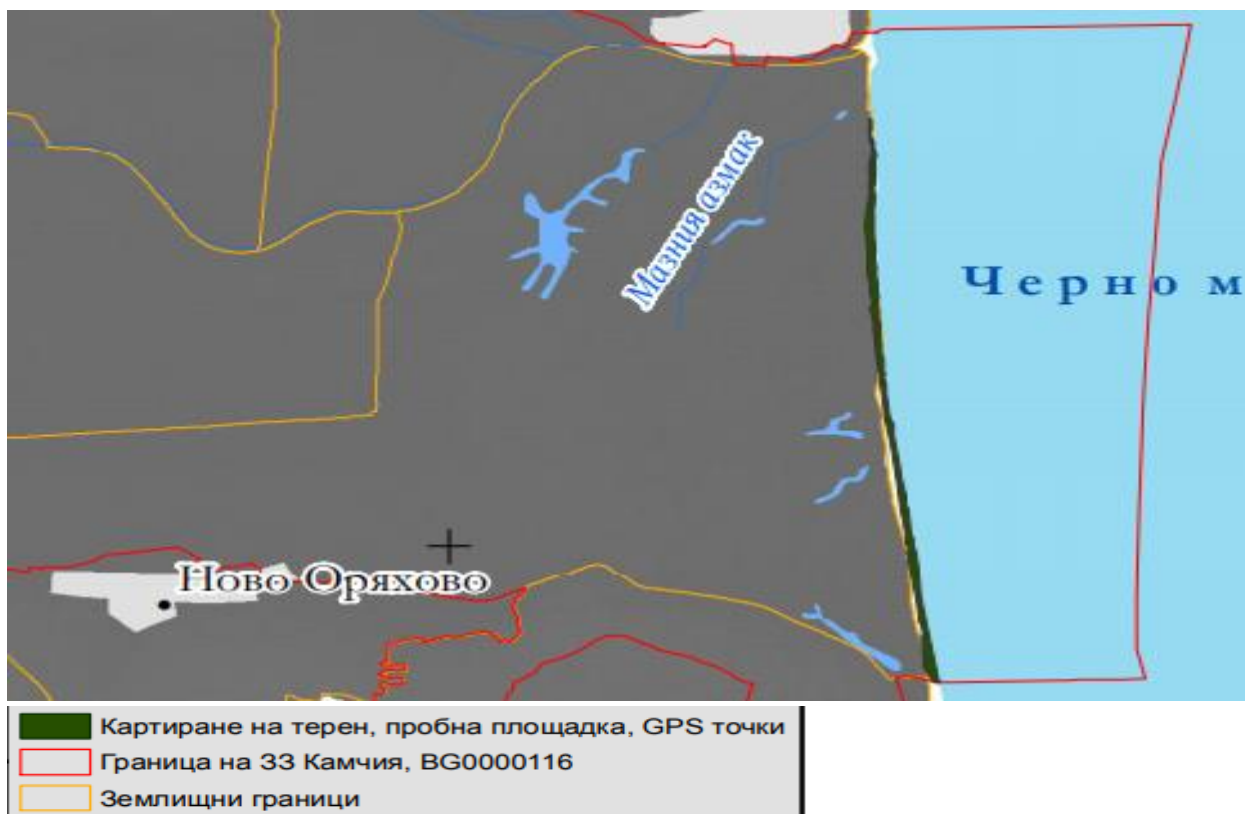 Мазния азмак
Черно м
Ново Оряхово
Картиране на терен, пробна площадка, GPS точки
Граница на ЗЗ Камчия, BG0000116
Землищни граници